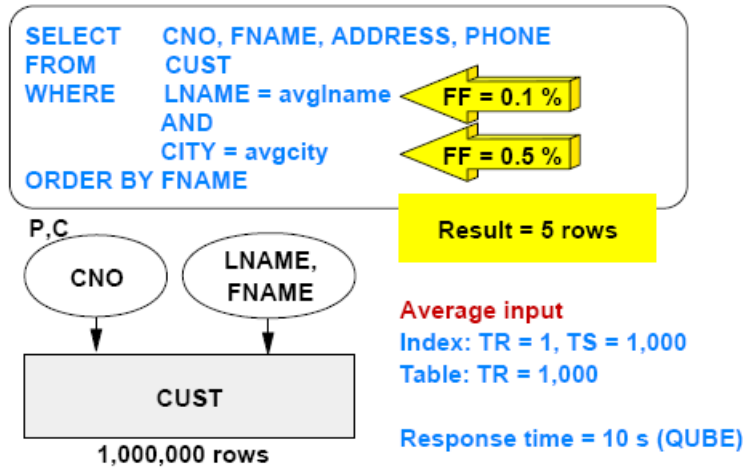 SELECT CNO, FNAME, ADDRESS, PHONE
FROM CUST
WHERE LNAME = avglname FF = 0.1 %
AND
CITY = avgcity FF = 0.5 %
ORDER BY FNAME
Result = 5 rows
P,C
CNO
LNAME,
FNAME
CUST
1,000,000 rows
Average input
Index: TR = 1, TS = 1,000
Table: TR = 1,000
Response time = 10 s (QUBE)